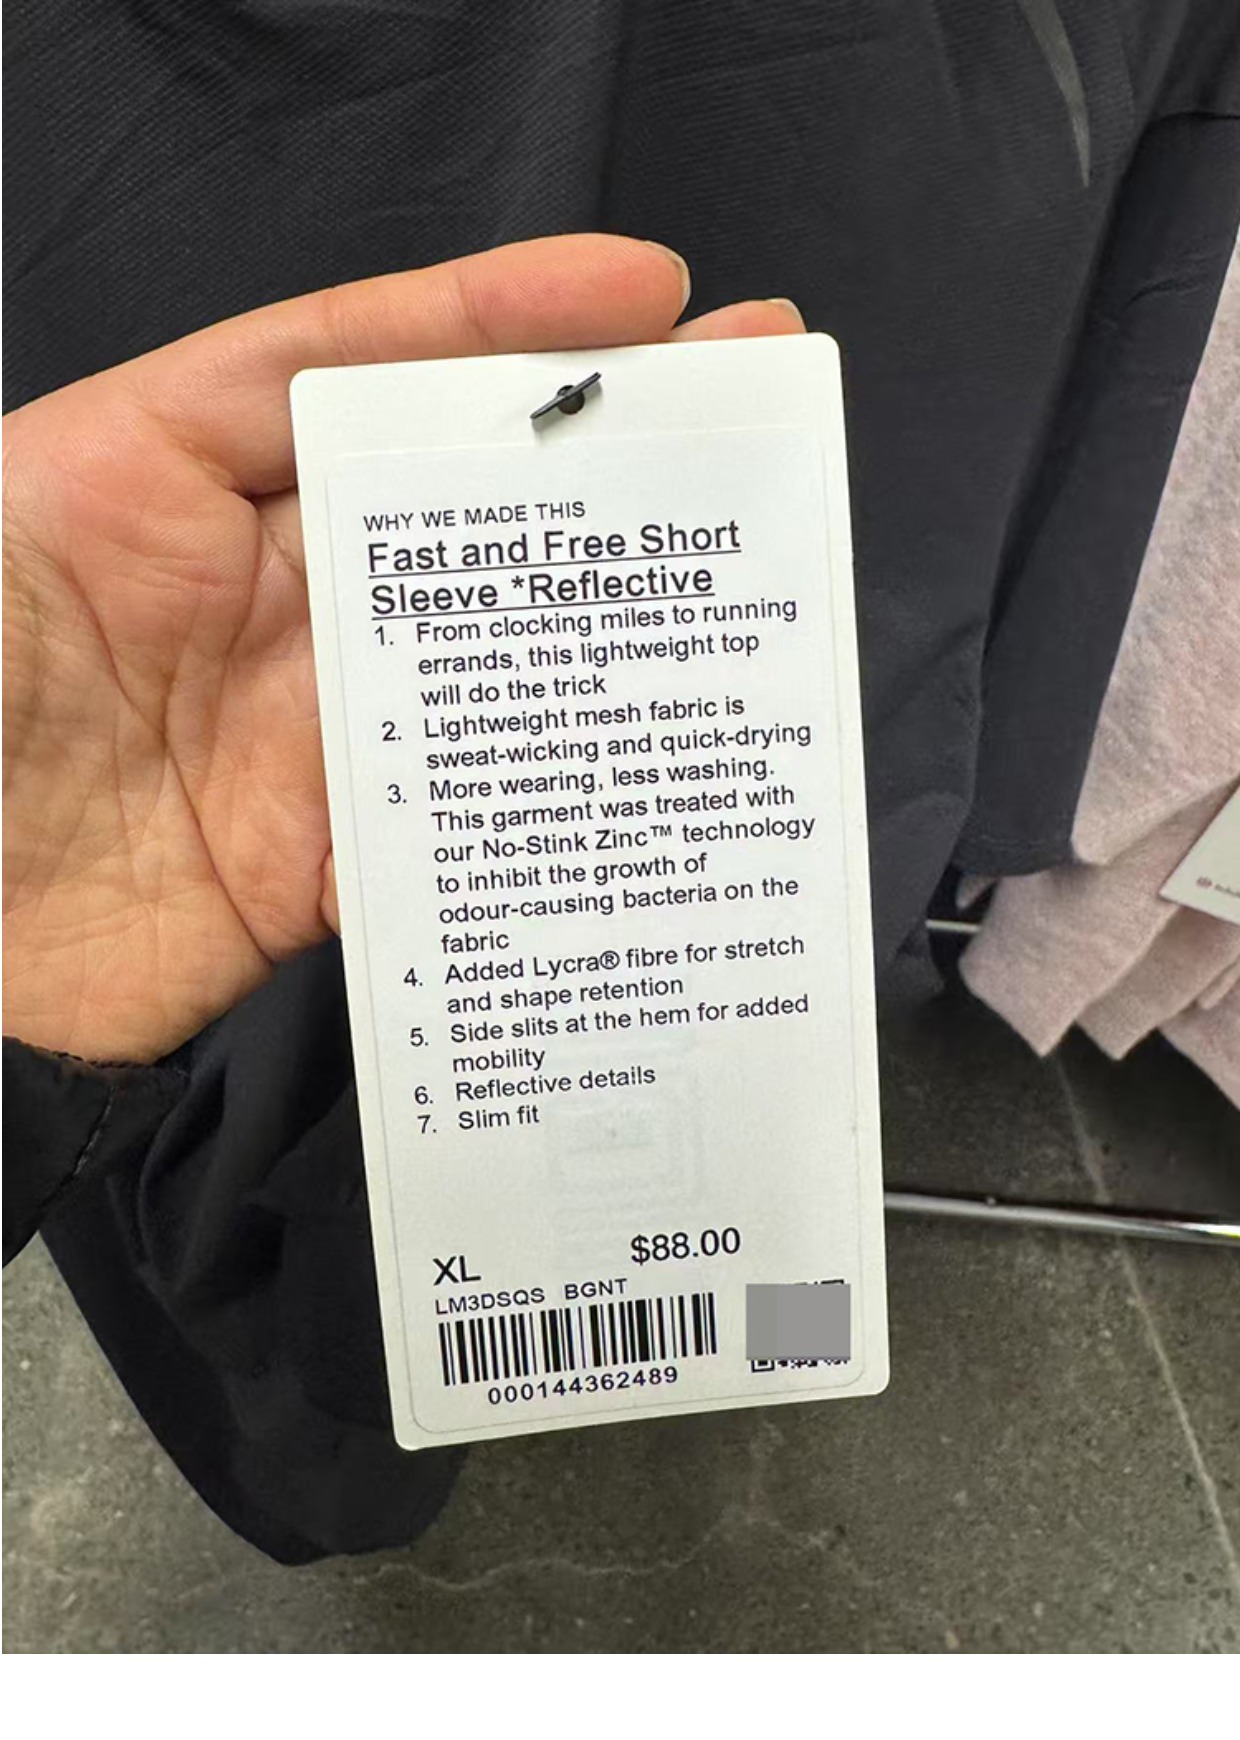 WHY WE MADE THIS
Fast and Free Short
Sleeve *Reflective
1. From clocking miles to running
errands, this lightweight top
will do the trick
2. Lightweight mesh fabric is
sweat-wicking and quick-drying
3. More wearing, less washing.
This garment was treated with
our No-Stink Zinc™ technology
to inhibit the growth of
odour-causing bacteria on the
fabric
4. Added Lycra® fibre for stretch
and shape retention
5. Side slits at the hem for added
mobility
6. Reflective details
7. Slim fit
XL $88.00
LM3DSQS BGNT
000144362489